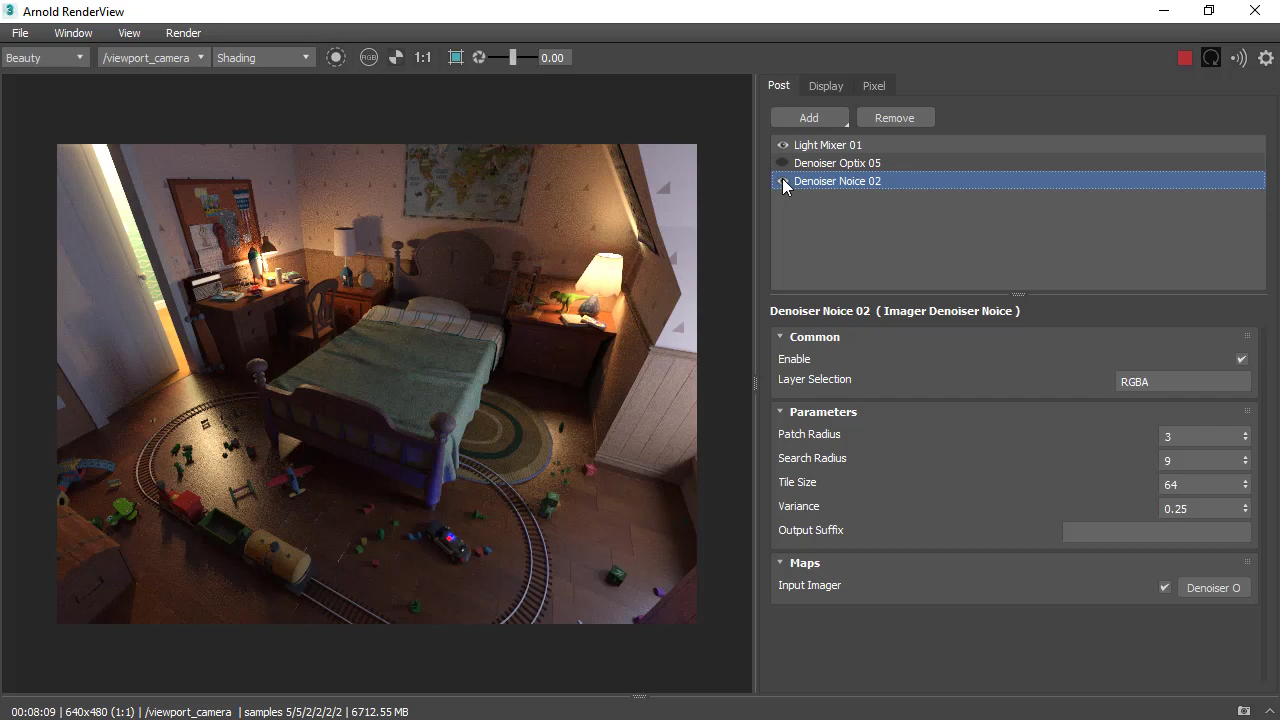 Arnold RenderView
File Window View Render
Beauty /viewport_camera Shading RGB 1:1 0.00
Post Display Pixel
Add Remove
Light Mixer 01
Denoiser Optix 05
Denoiser Noice 02
Denoiser Noice 02 ( Imager Denoiser Noice )
Common
Enable
Layer Selection RGBA
Parameters
Patch Radius 3
Search Radius 9
Tile Size 64
Variance 0.25
Output Suffix
Maps
Input Imager Denoiser O
00:08:09 | 640x480 (1:1) | /viewport_camera | samples 5/5/2/2/2/2 | 6712.55 MB